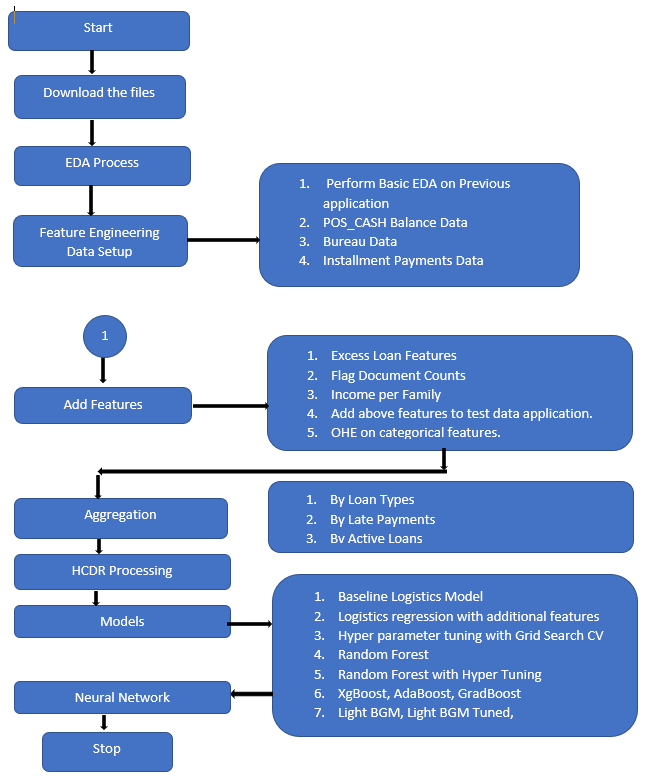 Start
Download the files
EDA Process
Feature Engineering
Data Setup
1. Perform Basic EDA on Previous
application
2. POS_CASH Balance Data
3. Bureau Data
4. Installment Payments Data
1
Add Features
1. Excess Loan Features
2. Flag Document Counts
3. Income per Family
4. Add above features to test data application.
5. OHE on categorical features.
Aggregation
1. By Loan Types
2. By Late Payments
3. By Active Loans
HCDR Processing
Models
1. Baseline Logistics Model
2. Logistics regression with additional features
3. Hyper parameter tuning with Grid Search CV
4. Random Forest
5. Random Forest with Hyper Tuning
6. XgBoost, AdaBoost, GradBoost
7. Light BGM, Light BGM Tuned,
Neural Network
Stop